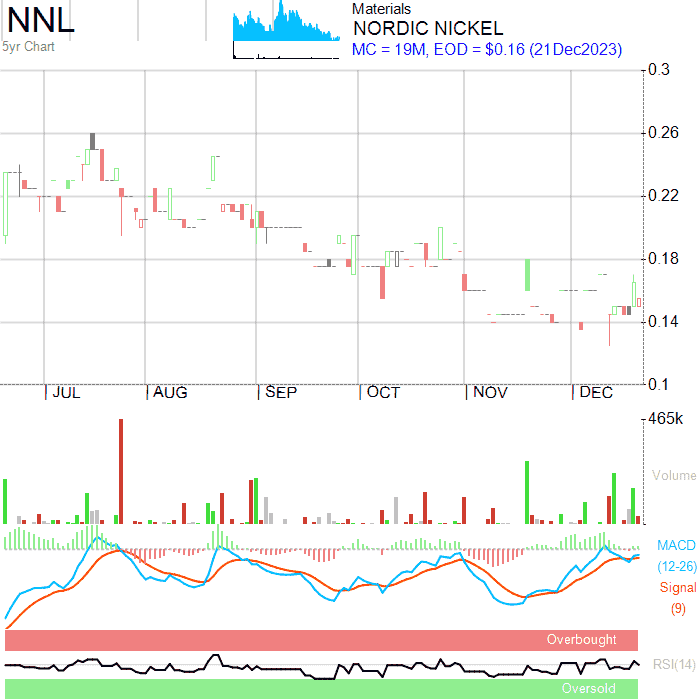 NNL
5yr Chart
Materials
NORDIC NICKEL
MC = 19M, EOD = $0.16 (21Dec2023)
0.3
0.26
0.22
0.18
0.14
0.1
JUL AUG SEP OCT NOV DEC
465k
Volume
MACD
(12-26)
Signal
(9)
Overbought
RSI(14)
Oversold